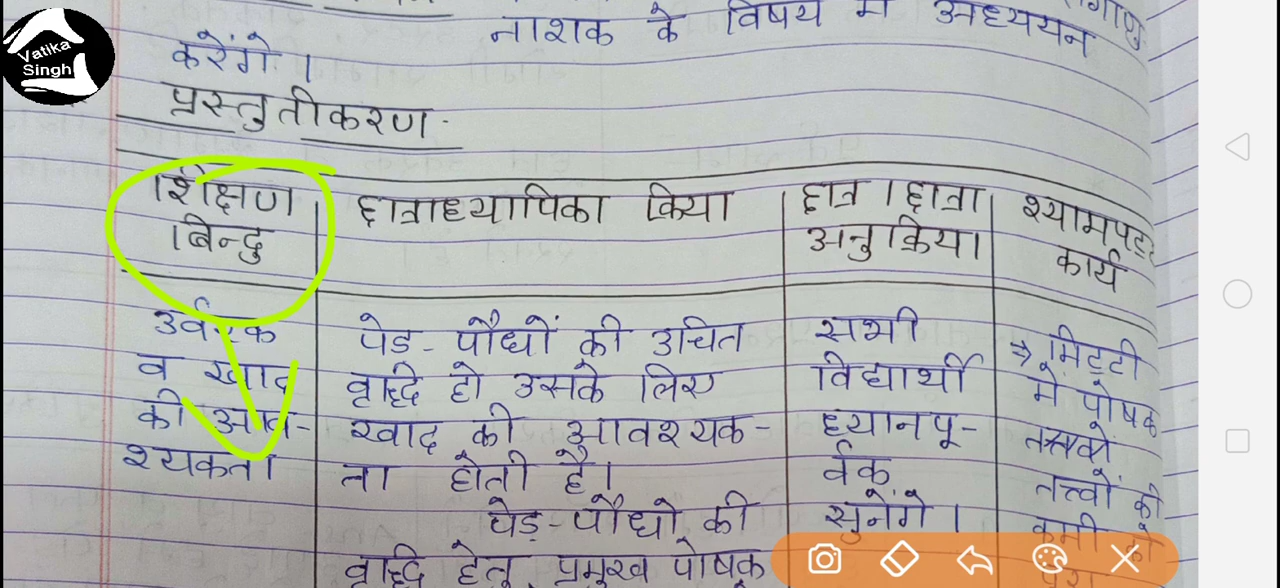 Vatika
Singh
नाशक के विषय में अध्ययन
करेंगे।
प्रस्तुतीकरण-
शिक्षण
बिन्दु
छात्राध्यापिका क्रिया
छात्र / छात्रा
अनुक्रिया
श्यामपट्ट
कार्य
उर्वरक
व खाद
की आव-
श्यकता
पेड़-पौधों की उचित
वृद्धि हो उसके लिए
खाद की आवश्यक-
ता होती है।
पेड़-पौधों की
वृद्धि हेतु प्रमुख पोषक
सभी
विद्यार्थी
ध्यानपू-
र्वक
सुनेंगे।
⇒ मिट्टी
में पोषक
तत्त्वों की
कमी को